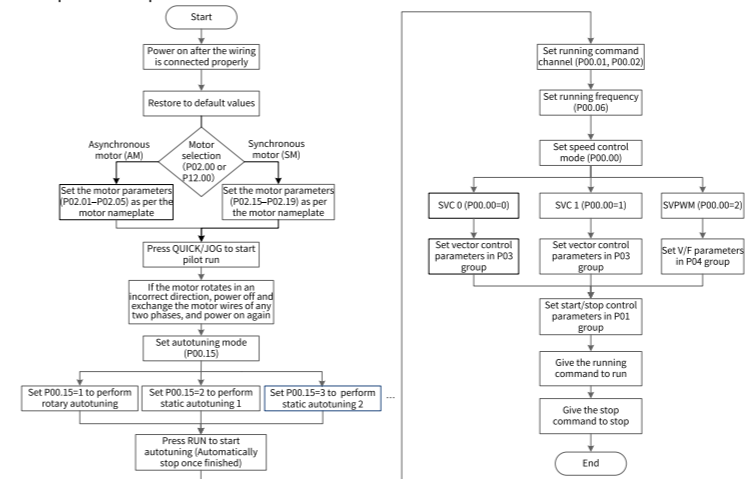 Start
Power on after the wiring
is connected properly
Restore to default values
Asynchronous
motor (AM)
Motor
selection
(P02.00 or
P12.00)
Synchronous
motor (SM)
Set the motor parameters
(P02.01–P02.05) as per the
motor nameplate
Set the motor parameters
(P02.15–P02.19) as per
the motor nameplate
Press QUICK/JOG to start
pilot run
If the motor rotates in an
incorrect direction, power off and
exchange the motor wires of any
two phases, and power on again
Set autotuning mode
(P00.15)
Set P00.15=1 to perform
rotary autotuning
Set P00.15=2 to perform
static autotuning 1
Set P00.15=3 to perform
static autotuning 2
...
Press RUN to start
autotuning (Automatically
stop once finished)
Set running command
channel (P00.01, P00.02)
Set running frequency
(P00.06)
Set speed control
mode (P00.00)
SVC 0 (P00.00=0)
SVC 1 (P00.00=1)
SVPWM (P00.00=2)
Set vector control
parameters in P03
group
Set vector control
parameters in P03
group
Set V/F parameters
in P04 group
Set start/stop control
parameters in P01
group
Give the running
command to run
Give the stop
command to stop
End